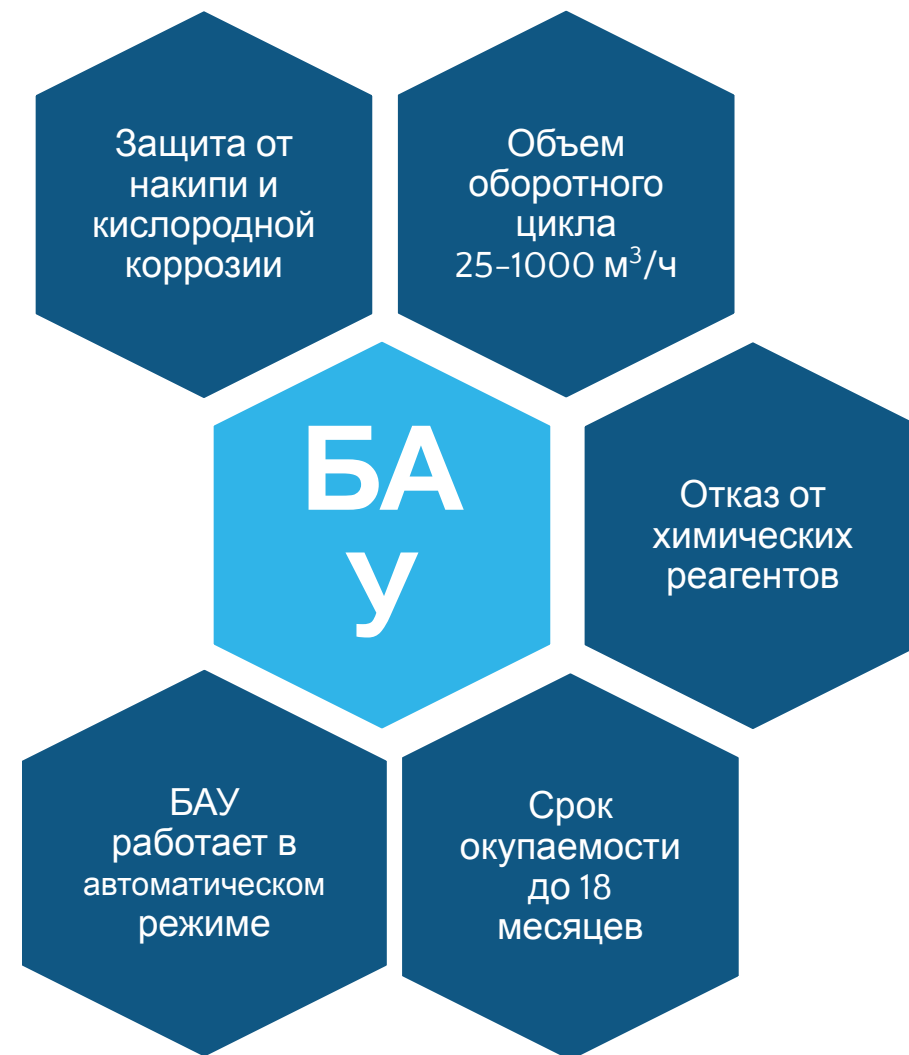 Защита от
накипи и
кислородной
коррозии
Объем
оборотного
цикла
25-1000 м³/ч
БА
У
Отказ от
химических
реагентов
БАУ
работает в
автоматическом
режиме
Срок
окупаемости
до 18
месяцев